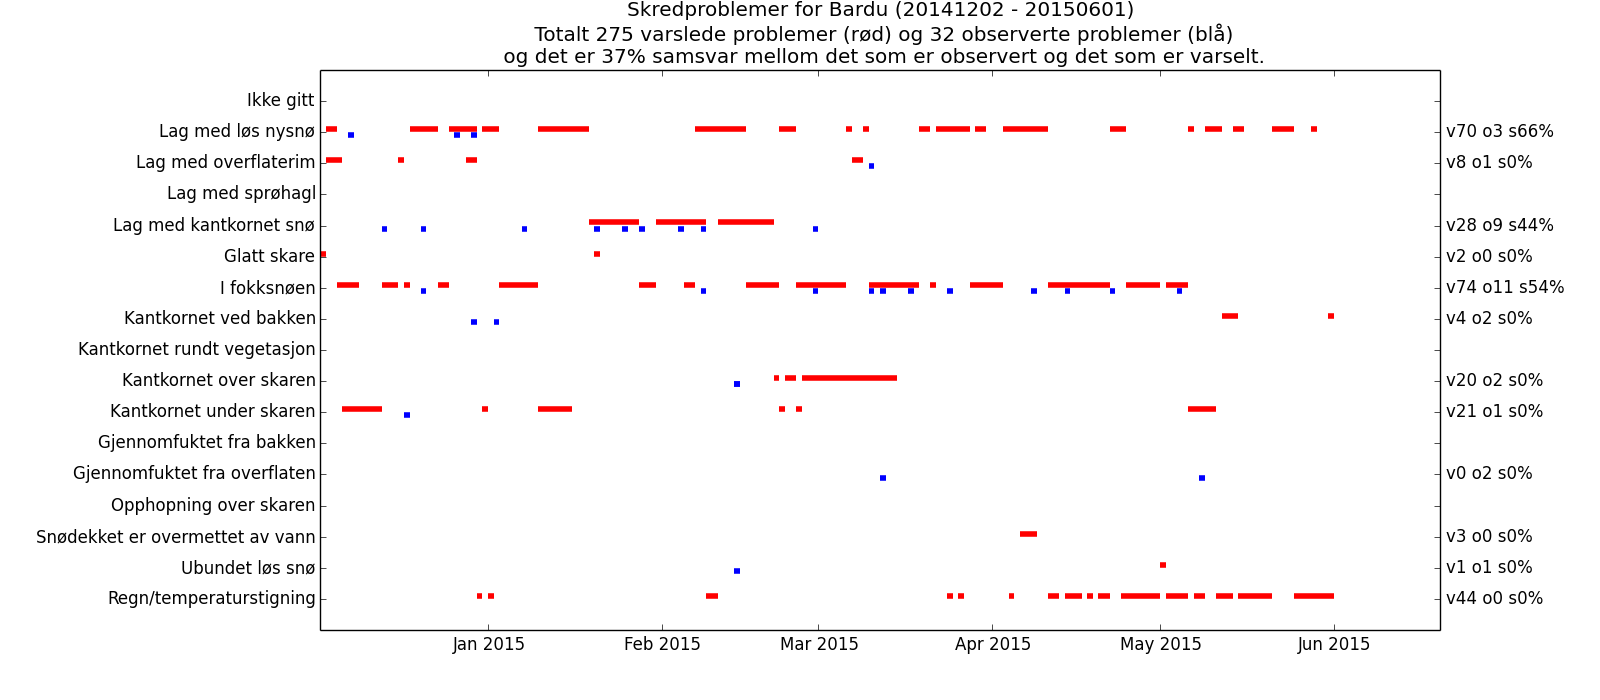 Skredproblemer for Bardu (20141202 - 20150601)
Totalt 275 varslede problemer (rød) og 32 observerte problemer (blå)
og det er 37% samsvar mellom det som er observert og det som er varselt.
Ikke gitt
Lag med løs nysnø v70 o3 s66%
Lag med overflaterim v8 o1 s0%
Lag med sprøhagl
Lag med kantkornet snø v28 o9 s44%
Glatt skare v2 o0 s0%
I fokksnøen v74 o11 s54%
Kantkornet ved bakken v4 o2 s0%
Kantkornet rundt vegetasjon
Kantkornet over skaren v20 o2 s0%
Kantkornet under skaren v21 o1 s0%
Gjennomfuktet fra bakken
Gjennomfuktet fra overflaten v0 o2 s0%
Opphopning over skaren
Snødekket er overmettet av vann v3 o0 s0%
Ubundet løs snø v1 o1 s0%
Regn/temperaturstigning v44 o0 s0%
Jan 2015 Feb 2015 Mar 2015 Apr 2015 May 2015 Jun 2015